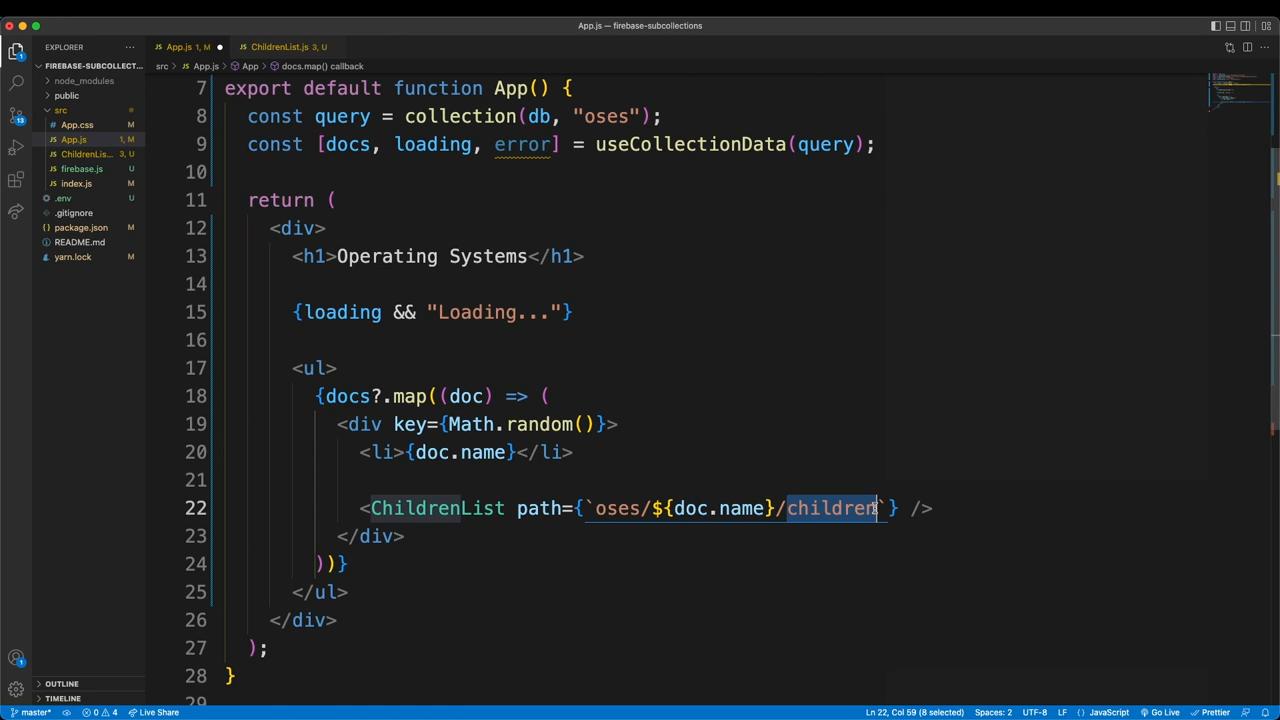 App.js — firebase-subcollections
EXPLORER
App.js 1, M
ChildrenList.js 3, U
FIREBASE-SUBCOLLECT...
src > App.js > App > docs.map() callback
node_modules
public
src
App.css M
App.js 1, M
ChildrenLis... 3, U
firebase.js U
index.js M
.env U
.gitignore
package.json M
README.md
yarn.lock M
7 export default function App() {
8 const query = collection(db, "oses");
9 const [docs, loading, error] = useCollectionData(query);
10
11 return (
12 <div>
13 <h1>Operating Systems</h1>
14
15 {loading && "Loading..."}
16
17 <ul>
18 {docs?.map((doc) => (
19 <div key={Math.random()}>
20 <li>{doc.name}</li>
21
22 <ChildrenList path={`oses/${doc.name}/children`} />
23 </div>
24 ))}
25 </ul>
26 </div>
27 );
28 }
29
OUTLINE
TIMELINE
master* 0 4 Live Share
Ln 22, Col 59 (8 selected) Spaces: 2 UTF-8 LF {} JavaScript Go Live Prettier